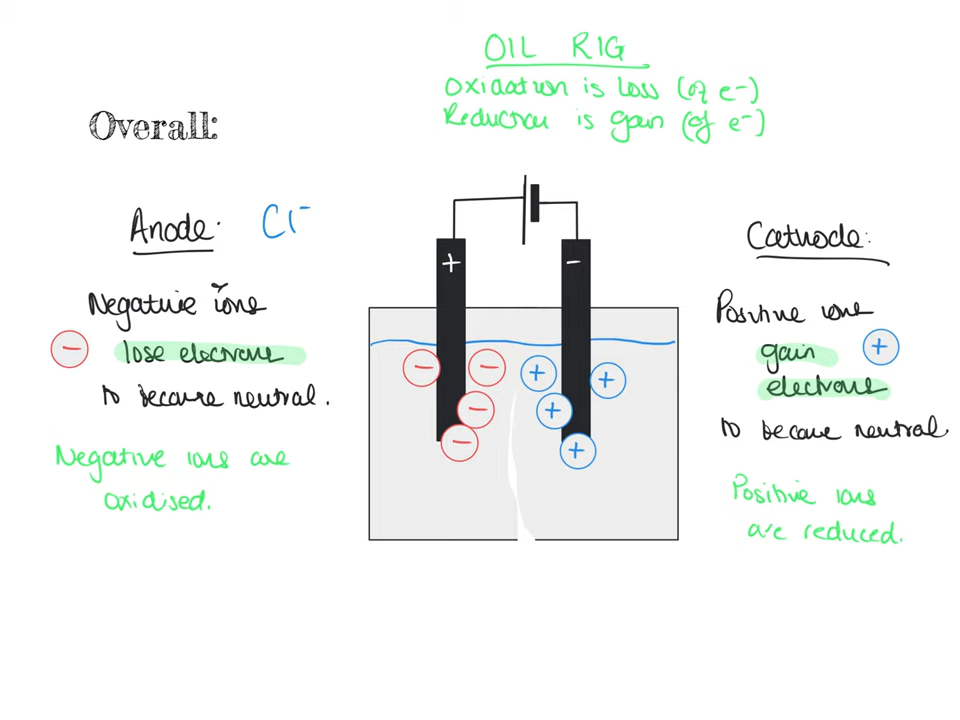 OIL RIG
Oxidation is Loss (of e-)
Reduction is gain (of e-)
Overall:
Anode: Cl-
Negative ions
- lose electrons
to became neutral.
Negative ions are
oxidised.
+ -
- - - -
+ + + +
Cathode:
Positive ions
gain +
electrons
to become neutral.
Positive ions
are reduced.